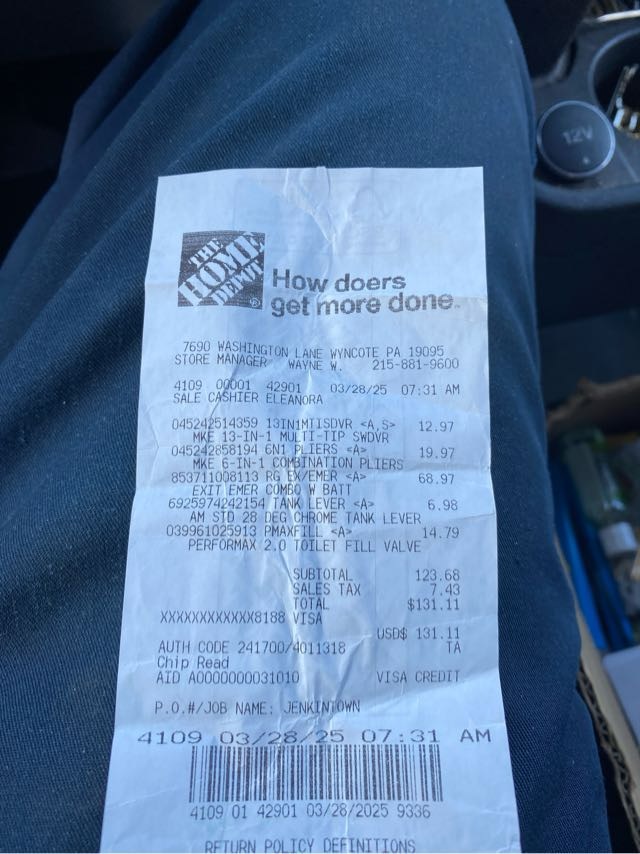 12V
THE
HOME
DEPOT
How doers
get more done.
7690 WASHINGTON LANE WYNCOTE PA 19095
STORE MANAGER WAYNE W. 215-881-9600
4109 00001 42901 03/28/25 07:31 AM
SALE CASHIER ELEANORA
045242514359 13IN1MTISDVR <A,S> 12.97
MKE 13-IN-1 MULTI-TIP SWDVR
045242858194 6N1 PLIERS <A> 19.97
MKE 6-IN-1 COMBINATION PLIERS
853711008113 RG EX/EMER <A> 68.97
EXIT EMER COMBO W BATT
6925974242154 TANK LEVER <A> 6.98
AM STD 28 DEG CHROME TANK LEVER
039961025913 PMAXFILL <A> 14.79
PERFORMAX 2.0 TOILET FILL VALVE
SUBTOTAL 123.68
SALES TAX 7.43
TOTAL $131.11
XXXXXXXXXXXX8188 VISA
USD$ 131.11
AUTH CODE 241700/4011318 TA
Chip Read
AID A0000000031010 VISA CREDIT
P.O.#/JOB NAME: JENKINTOWN
4109 03/28/25 07:31 AM
4109 01 42901 03/28/2025 9336
RETURN POLICY DEFINITIONS